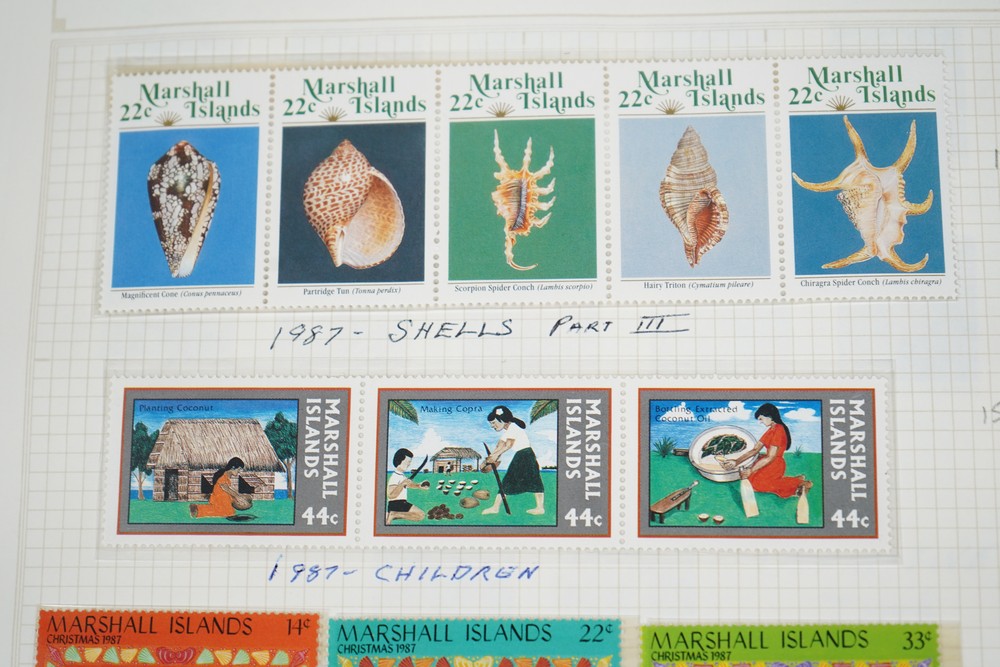 Marshall
22c Islands
Magnificent Cone (Conus pennaceus)
Marshall
22c Islands
Partridge Tun (Tonna perdix)
Marshall
22c Islands
Scorpion Spider Conch (Lambis scorpio)
Marshall
22c Islands
Hairy Triton (Cymatium pileare)
Marshall
22c Islands
Chiragra Spider Conch (Lambis chiragra)
1987 - SHELLS PART III
Planting Coconut
MARSHALL
ISLANDS
44c
Making Copra
MARSHALL
ISLANDS
44c
Bottling Extracted
Coconut Oil
MARSHALL
ISLANDS
44c
1987 - CHILDREN
MARSHALL ISLANDS 14¢
CHRISTMAS 1987
MARSHALL ISLANDS 22¢
CHRISTMAS 1987
MARSHALL ISLANDS 33¢
CHRISTMAS 1987